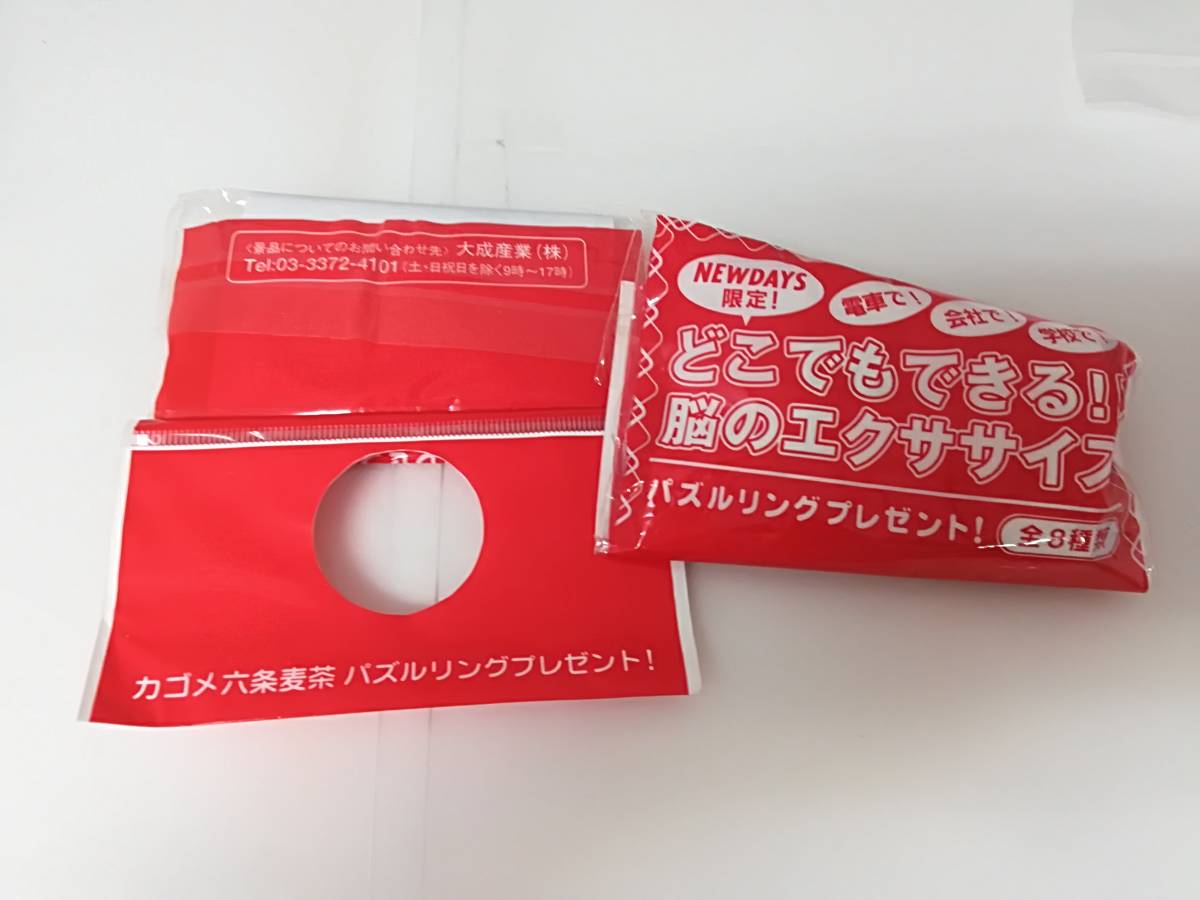 〈景品についてのお問い合わせ先〉 大成産業(株)
Tel:03-3372-4101(土・日祝日を除く9時〜17時)
カゴメ六条麦茶 パズルリングプレゼント!
NEWDAYS
限定!
電車で!
会社で!
学校で!
どこでもできる!
脳のエクササイズ
パズルリングプレゼント!
全8種類